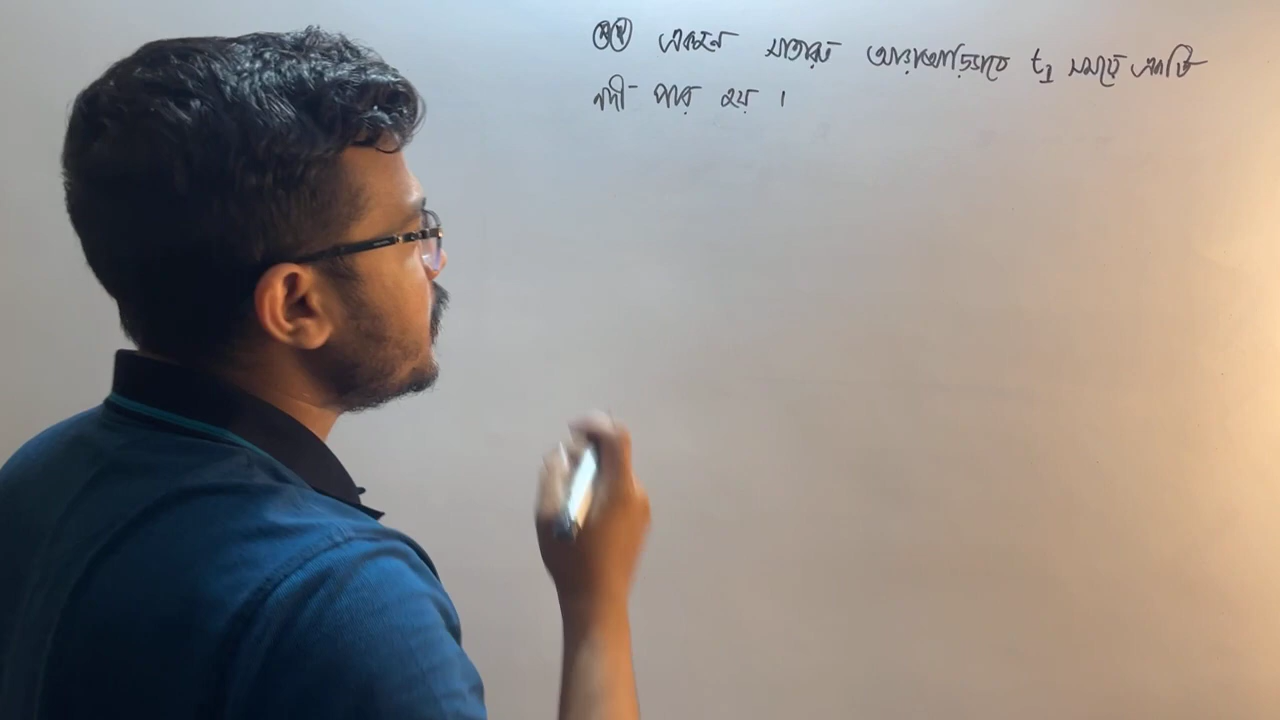 একজন সাতারু আড়াআড়িভাবে t₁ সময়ে একটি
নদী পার হয় ।